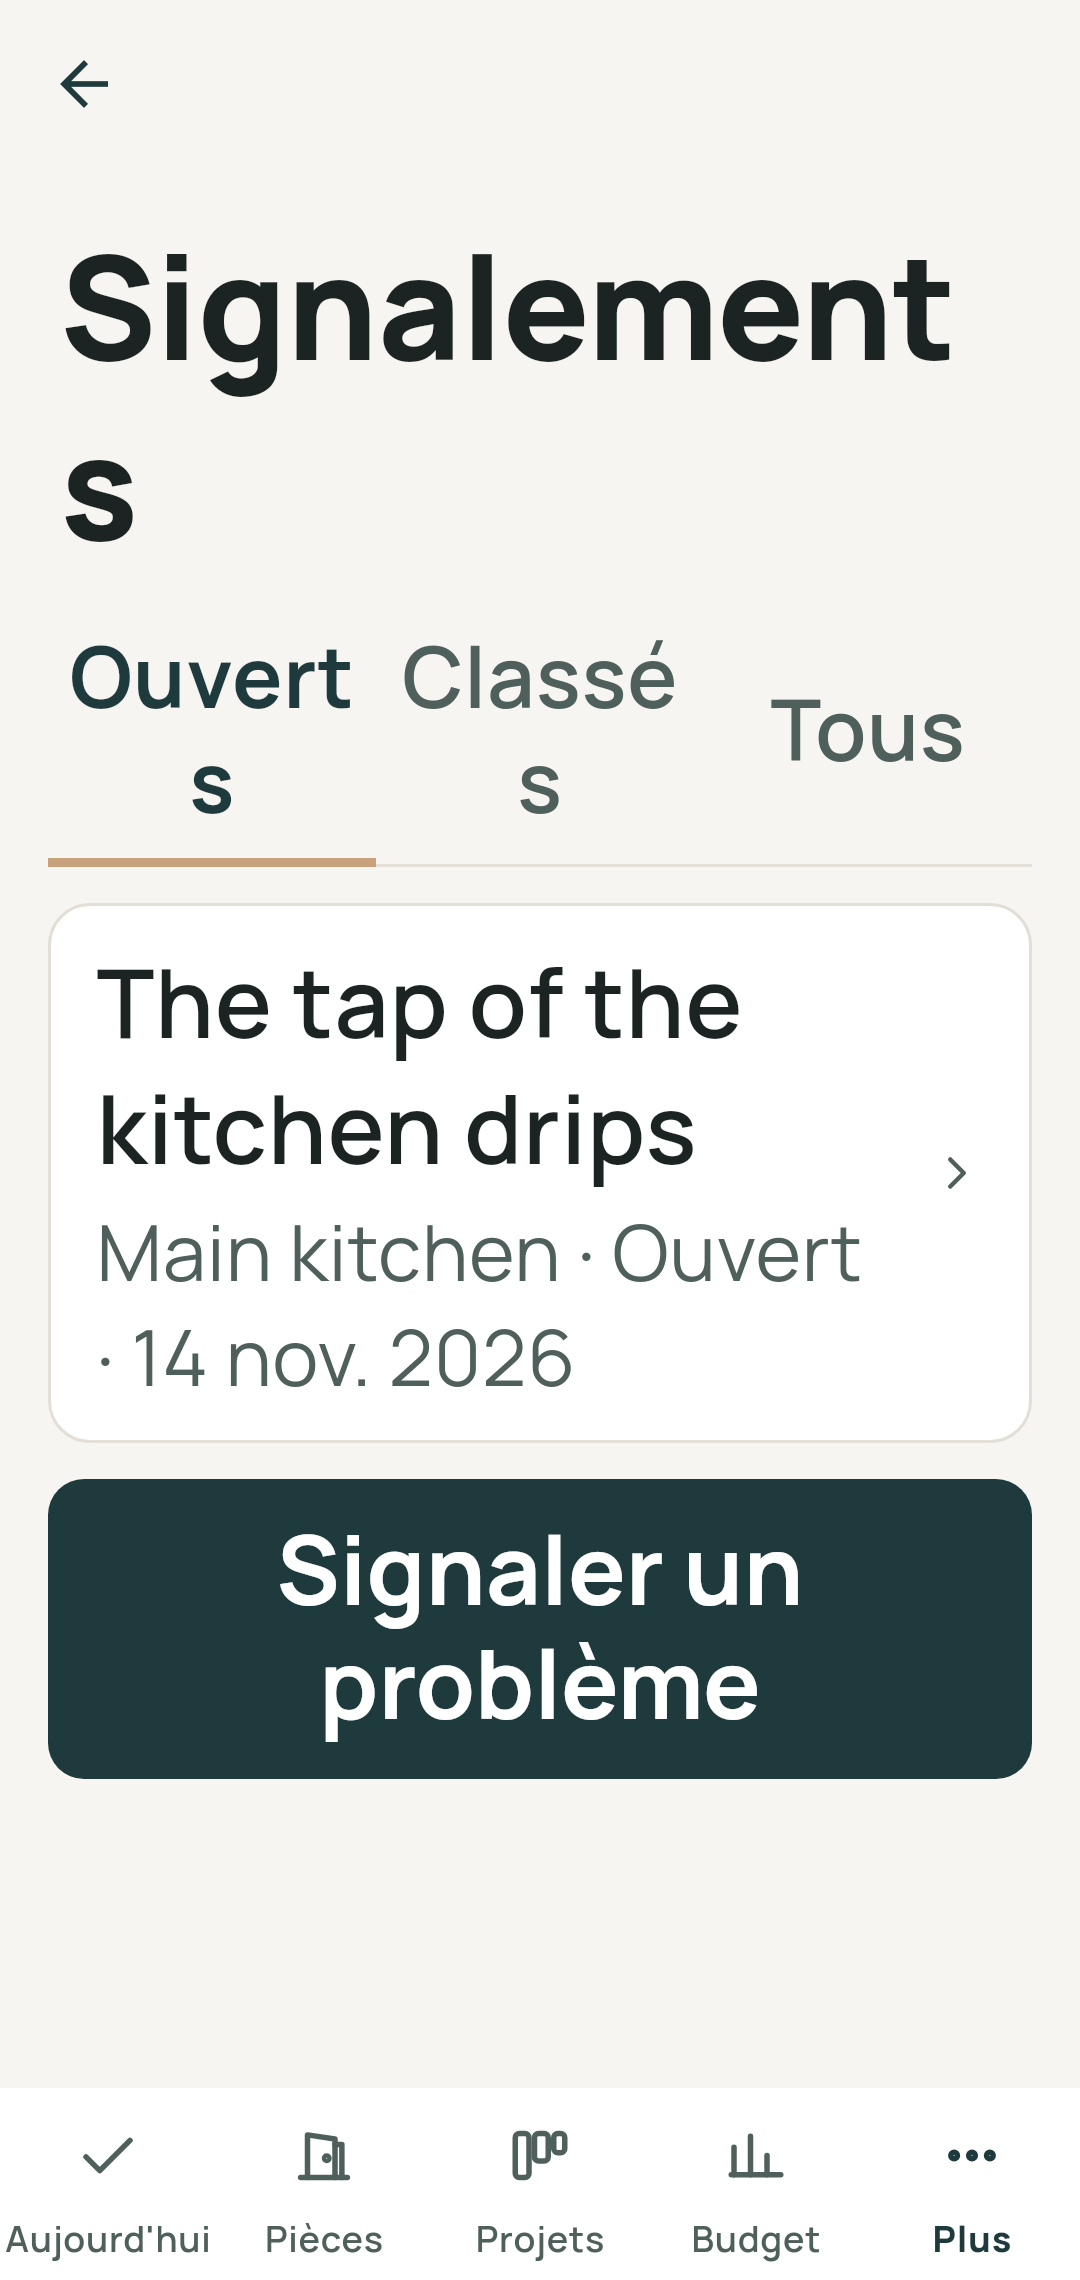 Signalement
s
Ouvert
s
Classé
s
Tous
The tap of the
kitchen drips
Main kitchen · Ouvert
· 14 nov. 2026
Signaler un
problème
Aujourd'hui
Pièces
Projets
Budget
Plus